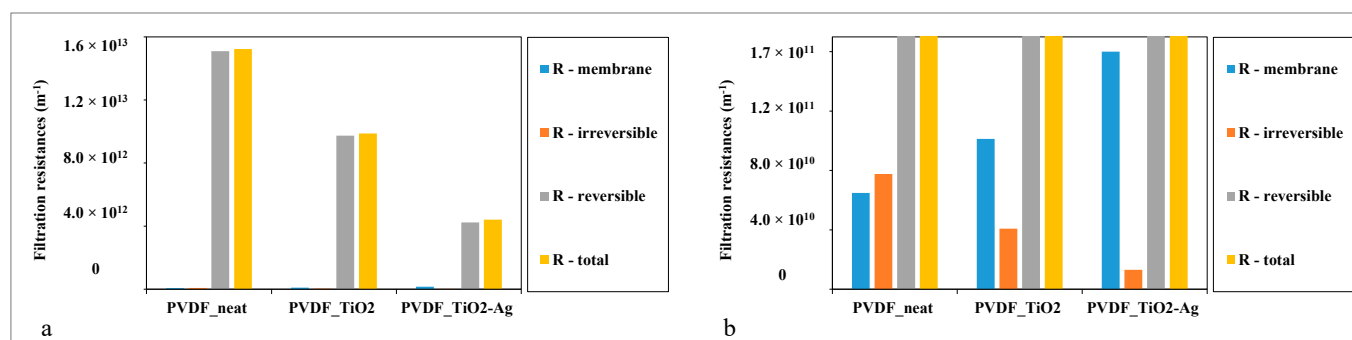 Filtration resistances (m⁻¹)
1.6 × 10¹³
1.2 × 10¹³
8.0 × 10¹²
4.0 × 10¹²
0
PVDF_neat
PVDF_TiO2
PVDF_TiO2-Ag
R - membrane
R - irreversible
R - reversible
R - total
a
Filtration resistances (m⁻¹)
1.7 × 10¹¹
1.2 × 10¹¹
8.0 × 10¹⁰
4.0 × 10¹⁰
0
PVDF_neat
PVDF_TiO2
PVDF_TiO2-Ag
R - membrane
R - irreversible
R - reversible
R - total
b